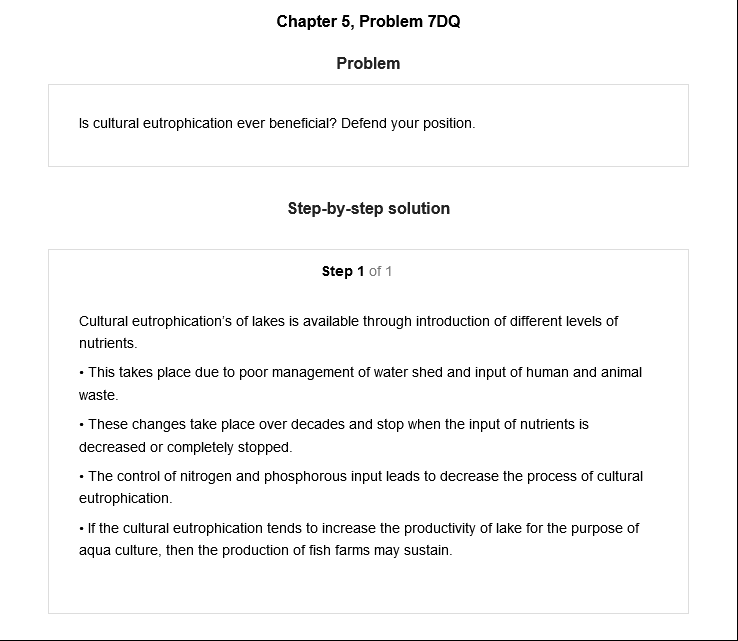 Chapter 5, Problem 7DQ
Problem
Is cultural eutrophication ever beneficial? Defend your position.
Step-by-step solution
Step 1 of 1
Cultural eutrophication's of lakes is available through introduction of different levels of
nutrients.
• This takes place due to poor management of water shed and input of human and animal
waste.
• These changes take place over decades and stop when the input of nutrients is
decreased or completely stopped.
• The control of nitrogen and phosphorous input leads to decrease the process of cultural
eutrophication.
• If the cultural eutrophication tends to increase the productivity of lake for the purpose of
aqua culture, then the production of fish farms may sustain.